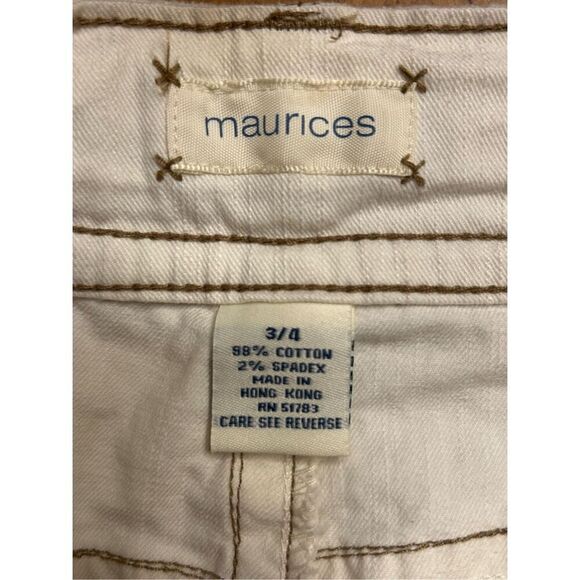 maurices
3/4
98% COTTON
2% SPADEX
MADE IN
HONG KONG
RN 51783
CARE SEE REVERSE